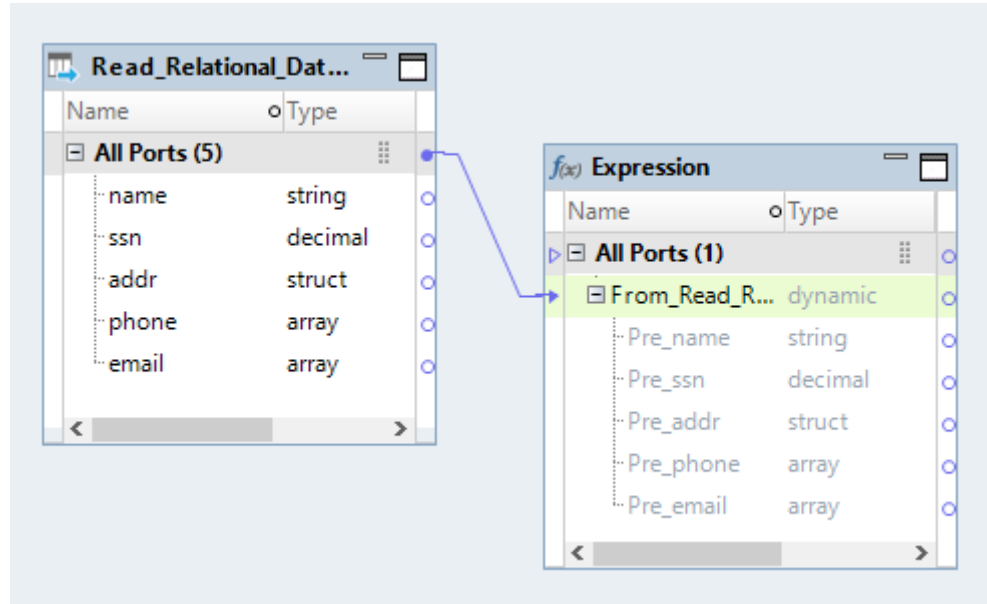 Read_Relational_Dat...
Name Type
All Ports (5)
name string
ssn decimal
addr struct
phone array
email array
f(x) Expression
Name Type
All Ports (1)
From_Read_R... dynamic
Pre_name string
Pre_ssn decimal
Pre_addr struct
Pre_phone array
Pre_email array